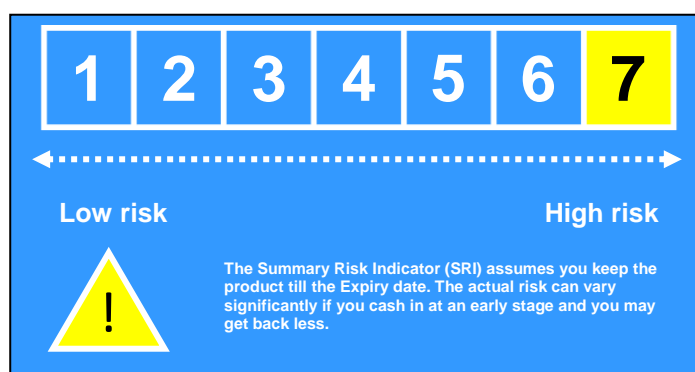 1 2 3 4 5 6 7
Low risk High risk
!
The Summary Risk Indicator (SRI) assumes you keep the
product till the Expiry date. The actual risk can vary
significantly if you cash in at an early stage and you may
get back less.